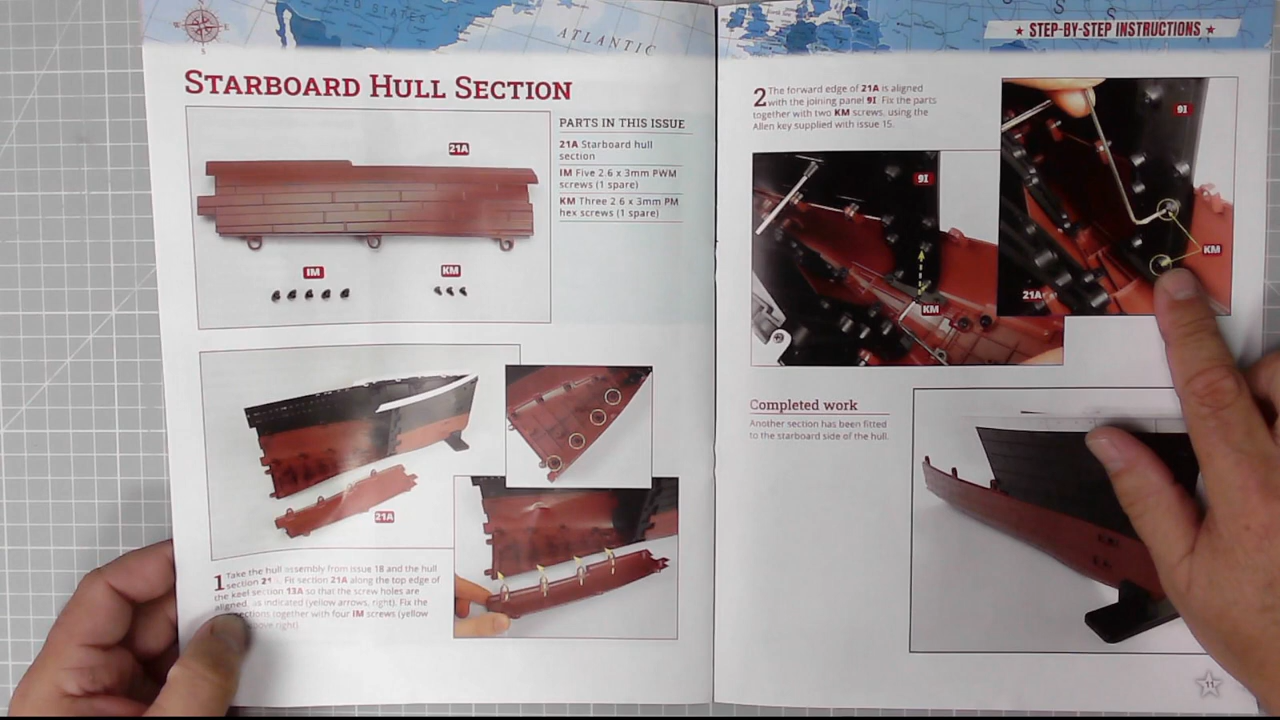 ATLANTIC
STARBOARD HULL SECTION
21A
IM
KM
PARTS IN THIS ISSUE
21A Starboard hull
section
IM Five 2.6 x 3mm PWM
screws (1 spare)
KM Three 2.6 x 3mm PM
hex screws (1 spare)
21A
1 Take the hull assembly from issue 18 and the hull
section 21. Fix section 21A along the top edge of
the keel section 13A so that the screw holes are
aligned, as indicated (yellow arrows, right). Fix the
together with four IM screws (yellow
above right).
★ STEP-BY-STEP INSTRUCTIONS ★
2 The forward edge of 21A is aligned
with the joining panel 9I. Fix the parts
together with two KM screws, using the
Allen key supplied with issue 15.
9I
KM
9I
KM
21A
Completed work
Another section has been fitted
to the starboard side of the hull.
11